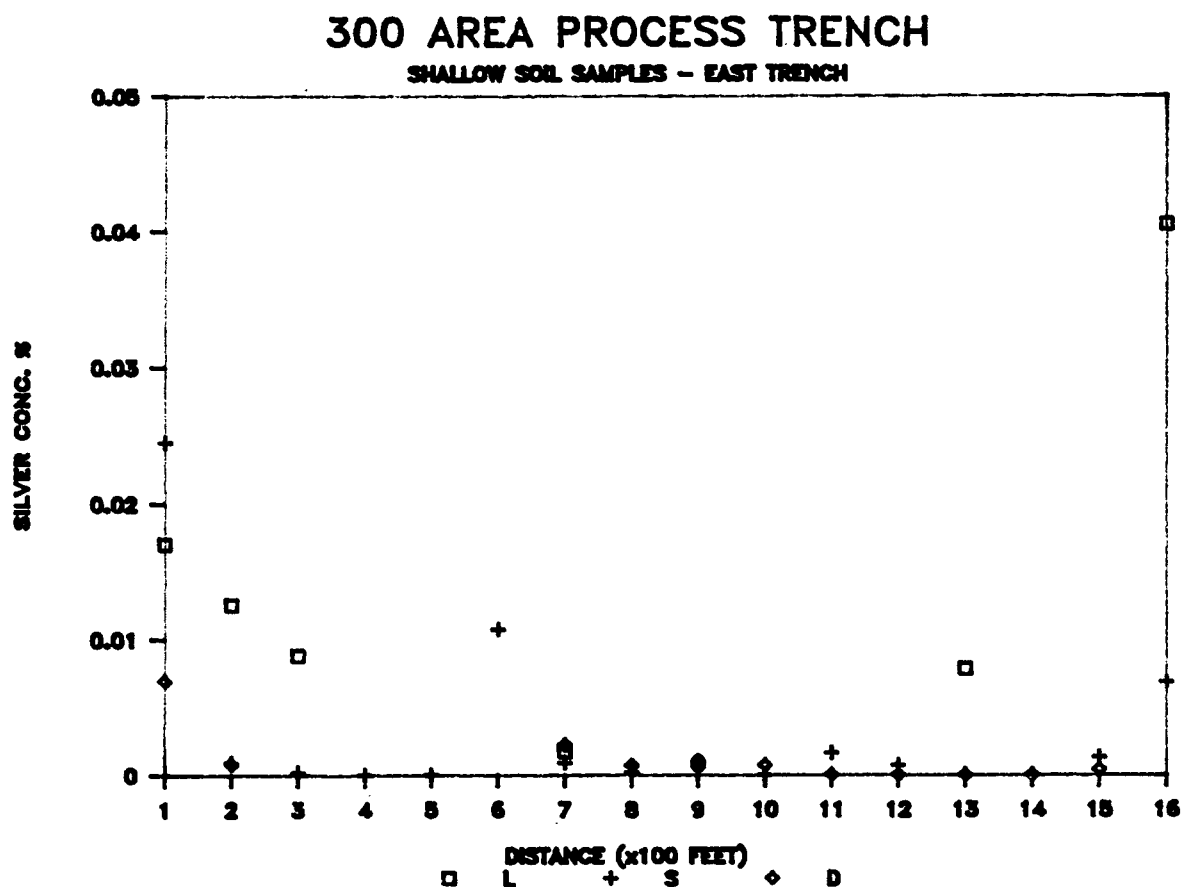 300 AREA PROCESS TRENCH
SHALLOW SOIL SAMPLES - EAST TRENCH
0.05
0.04
0.03
0.02
0.01
0
SILVER CONC. %
1 2 3 4 5 6 7 8 9 10 11 12 13 14 15 16
DISTANCE (x100 FEET)
L S D